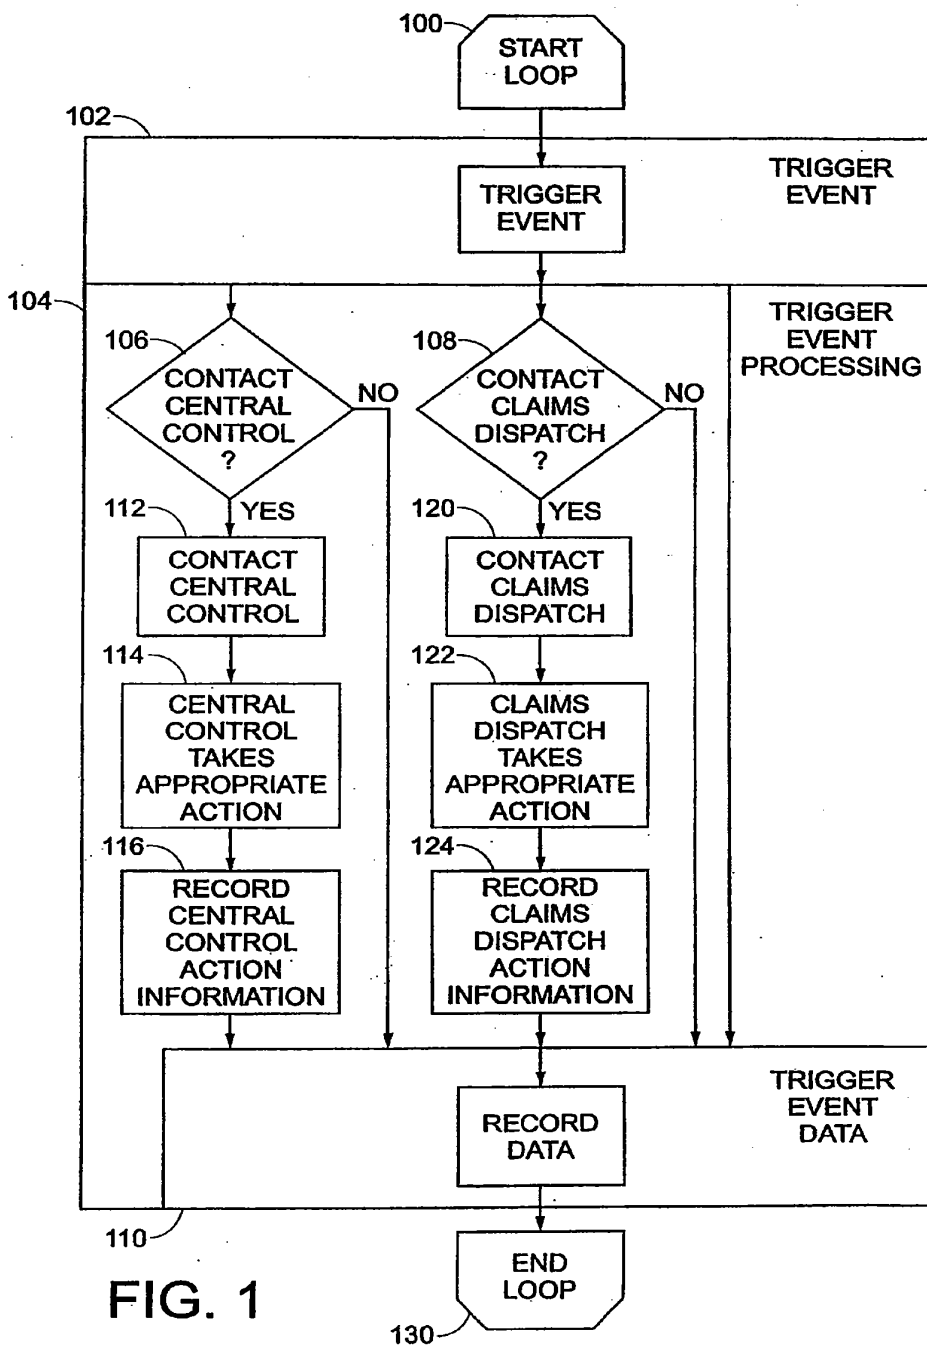 100
START
LOOP
102
TRIGGER
EVENT
TRIGGER
EVENT
104
TRIGGER
EVENT
PROCESSING
106
CONTACT
CENTRAL
CONTROL
?
NO
YES
108
CONTACT
CLAIMS
DISPATCH
?
NO
YES
112
CONTACT
CENTRAL
CONTROL
120
CONTACT
CLAIMS
DISPATCH
114
CENTRAL
CONTROL
TAKES
APPROPRIATE
ACTION
122
CLAIMS
DISPATCH
TAKES
APPROPRIATE
ACTION
116
RECORD
CENTRAL
CONTROL
ACTION
INFORMATION
124
RECORD
CLAIMS
DISPATCH
ACTION
INFORMATION
TRIGGER
EVENT
DATA
RECORD
DATA
110
END
LOOP
130
FIG. 1